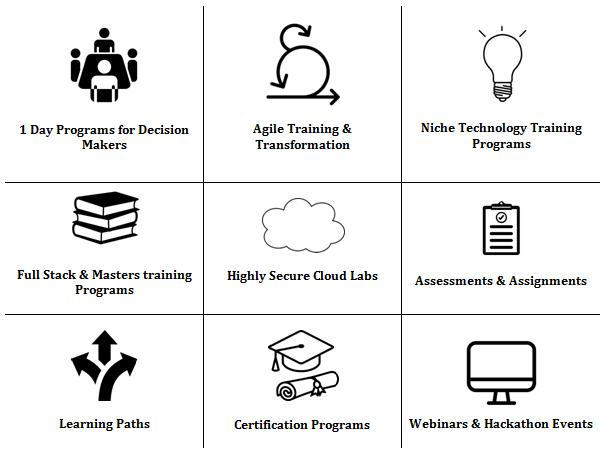 1 Day Programs for Decision
Makers
Agile Training &
Transformation
Niche Technology Training
Programs
Full Stack & Masters training
Programs
Highly Secure Cloud Labs
Assessments & Assignments
Learning Paths
Certification Programs
Webinars & Hackathon Events